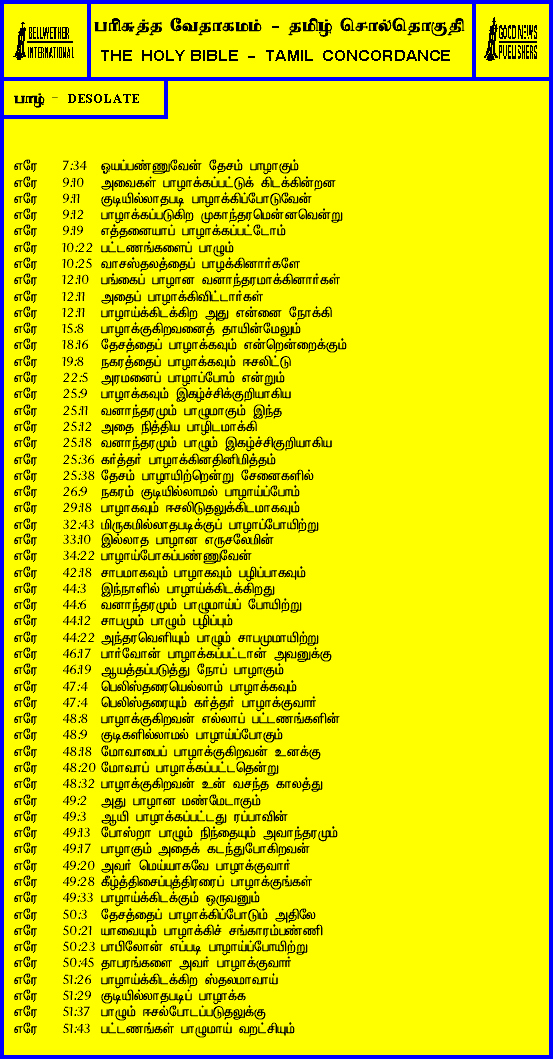 BELLWETHER
INTERNATIONAL
பரிசுத்த வேதாகமம் - தமிழ் சொல்தொகுதி
THE HOLY BIBLE - TAMIL CONCORDANCE
GOOD NEWS
PUBLISHERS
பாழ் - DESOLATE
எரே 7:34 ஒயப்பண்ணுவேன் தேசம் பாழாகும்
எரே 9:10 அவைகள் பாழாக்கப்பட்டுக் கிடக்கின்றன
எரே 9:11 குடியில்லாதபடி பாழாக்கிப்போடுவேன்
எரே 9:12 பாழாக்கப்படுகிற முகாந்தரமென்னவென்று
எரே 9:19 எத்தனையாப் பாழாக்கப்பட்டோம்
எரே 10:22 பட்டணங்களைப் பாழும்
எரே 10:25 வாசஸ்தலத்தைப் பாழக்கினார்களே
எரே 12:10 பங்கைப் பாழான வனாந்தரமாக்கினார்கள்
எரே 12:11 அதைப் பாழாக்கிவிட்டார்கள்
எரே 12:11 பாழாய்க்கிடக்கிற அது என்னை நோக்கி
எரே 15:8 பாழாக்குகிறவனைத் தாயின்மேலும்
எரே 18:16 தேசத்தைப் பாழாக்கவும் என்றென்றைக்கும்
எரே 19:8 நகரத்தைப் பாழாக்கவும் ஈசலிட்டு
எரே 22:5 அரமனைப் பாழாப்போம் என்றும்
எரே 25:9 பாழாக்கவும் இகழ்ச்சிக்குறியாகிய
எரே 25:11 வனாந்தரமும் பாழுமாகும் இந்த
எரே 25:12 அதை நித்திய பாழிடமாக்கி
எரே 25:18 வனாந்தரமும் பாழும் இகழ்ச்சிகுறியாகிய
எரே 25:36 கர்த்தர் பாழாக்கினதினிமித்தம்
எரே 25:38 தேசம் பாழாயிற்றென்று சேனைகளில்
எரே 26:9 நகரம் குடியில்லாமல் பாழாய்ப்போம்
எரே 29:18 பாழாகவும் ஈசலிடுதலுக்கிடமாகவும்
எரே 32:43 மிருகமில்லாதபடிக்குப் பாழாப்போயிற்று
எரே 33:10 இல்லாத பாழான எருசலேமின்
எரே 34:22 பாழாய்போகப்பண்ணுவேன்
எரே 42:18 சாபமாகவும் பாழாகவும் பழிப்பாகவும்
எரே 44:3 இந்நாளில் பாழாய்க்கிடக்கிறது
எரே 44:6 வனாந்தரமும் பாழுமாய்ப் போயிற்று
எரே 44:12 சாபமும் பாழும் பழிப்பும்
எரே 44:22 அந்தரவெளியும் பாழும் சாபமுமாயிற்று
எரே 46:17 பார்வோன் பாழாக்கப்பட்டான் அவனுக்கு
எரே 46:19 ஆயத்தப்படுத்து நோப் பாழாகும்
எரே 47:4 பெலிஸ்தரையெல்லாம் பாழாக்கவும்
எரே 47:4 பெலிஸ்தரையும் கர்த்தர் பாழாக்குவார்
எரே 48:8 பாழாக்குகிறவன் எல்லாப் பட்டணங்களின்
எரே 48:9 குடிகளில்லாமல் பாழாய்ப்போகும்
எரே 48:18 மோவாபைப் பாழாக்குகிறவன் உனக்கு
எரே 48:20 மோவாப் பாழாக்கப்பட்டதென்று
எரே 48:32 பாழாக்குகிறவன் உன் வசந்த காலத்து
எரே 49:2 அது பாழான மண்மேடாகும்
எரே 49:3 ஆயி பாழாக்கப்பட்டது ரப்பாவின்
எரே 49:13 போஸ்றா பாழும் நிந்தையும் அவாந்தரமும்
எரே 49:17 பாழாகும் அதைக் கடந்துபோகிறவன்
எரே 49:20 அவர் மெய்யாகவே பாழாக்குவார்
எரே 49:28 கீழ்த்திசைப்புத்திரரைப் பாழாக்குங்கள்
எரே 49:33 பாழாய்க்கிடக்கும் ஒருவனும்
எரே 50:3 தேசத்தைப் பாழாக்கிப்போடும் அதிலே
எரே 50:21 யாவையும் பாழாக்கிச் சங்காரம்பண்ணி
எரே 50:23 பாபிலோன் எப்படி பாழாய்ப்போயிற்று
எரே 50:45 தாபரங்களை அவர் பாழாக்குவார்
எரே 51:26 பாழாய்க்கிடக்கிற ஸ்தலமாவாய்
எரே 51:29 குடியில்லாதபடிப் பாழாக்க
எரே 51:37 பாழும் ஈசல்போடப்படுதலுக்கு
எரே 51:43 பட்டணங்கள் பாழுமாய் வறட்சியும்